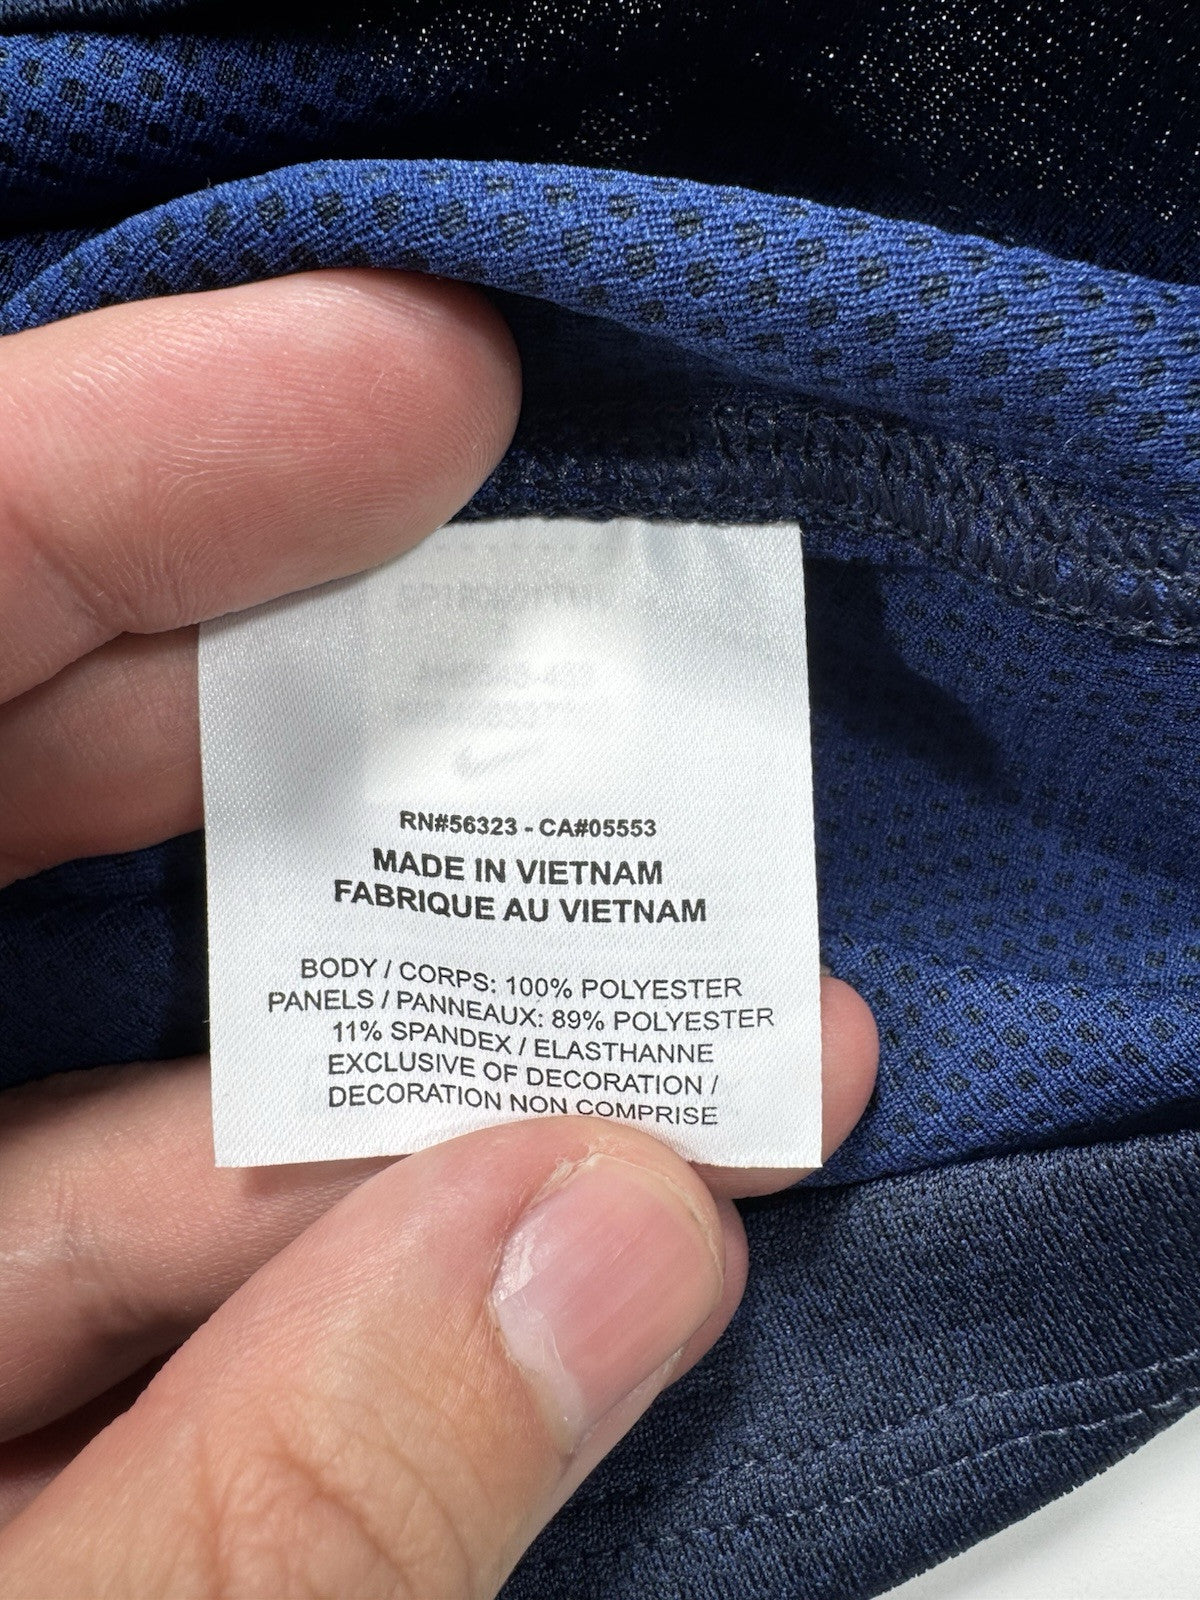 RN#56323 - CA#05553
MADE IN VIETNAM
FABRIQUE AU VIETNAM
BODY / CORPS: 100% POLYESTER
PANELS / PANNEAUX: 89% POLYESTER
11% SPANDEX / ELASTHANNE
EXCLUSIVE OF DECORATION /
DECORATION NON COMPRISE